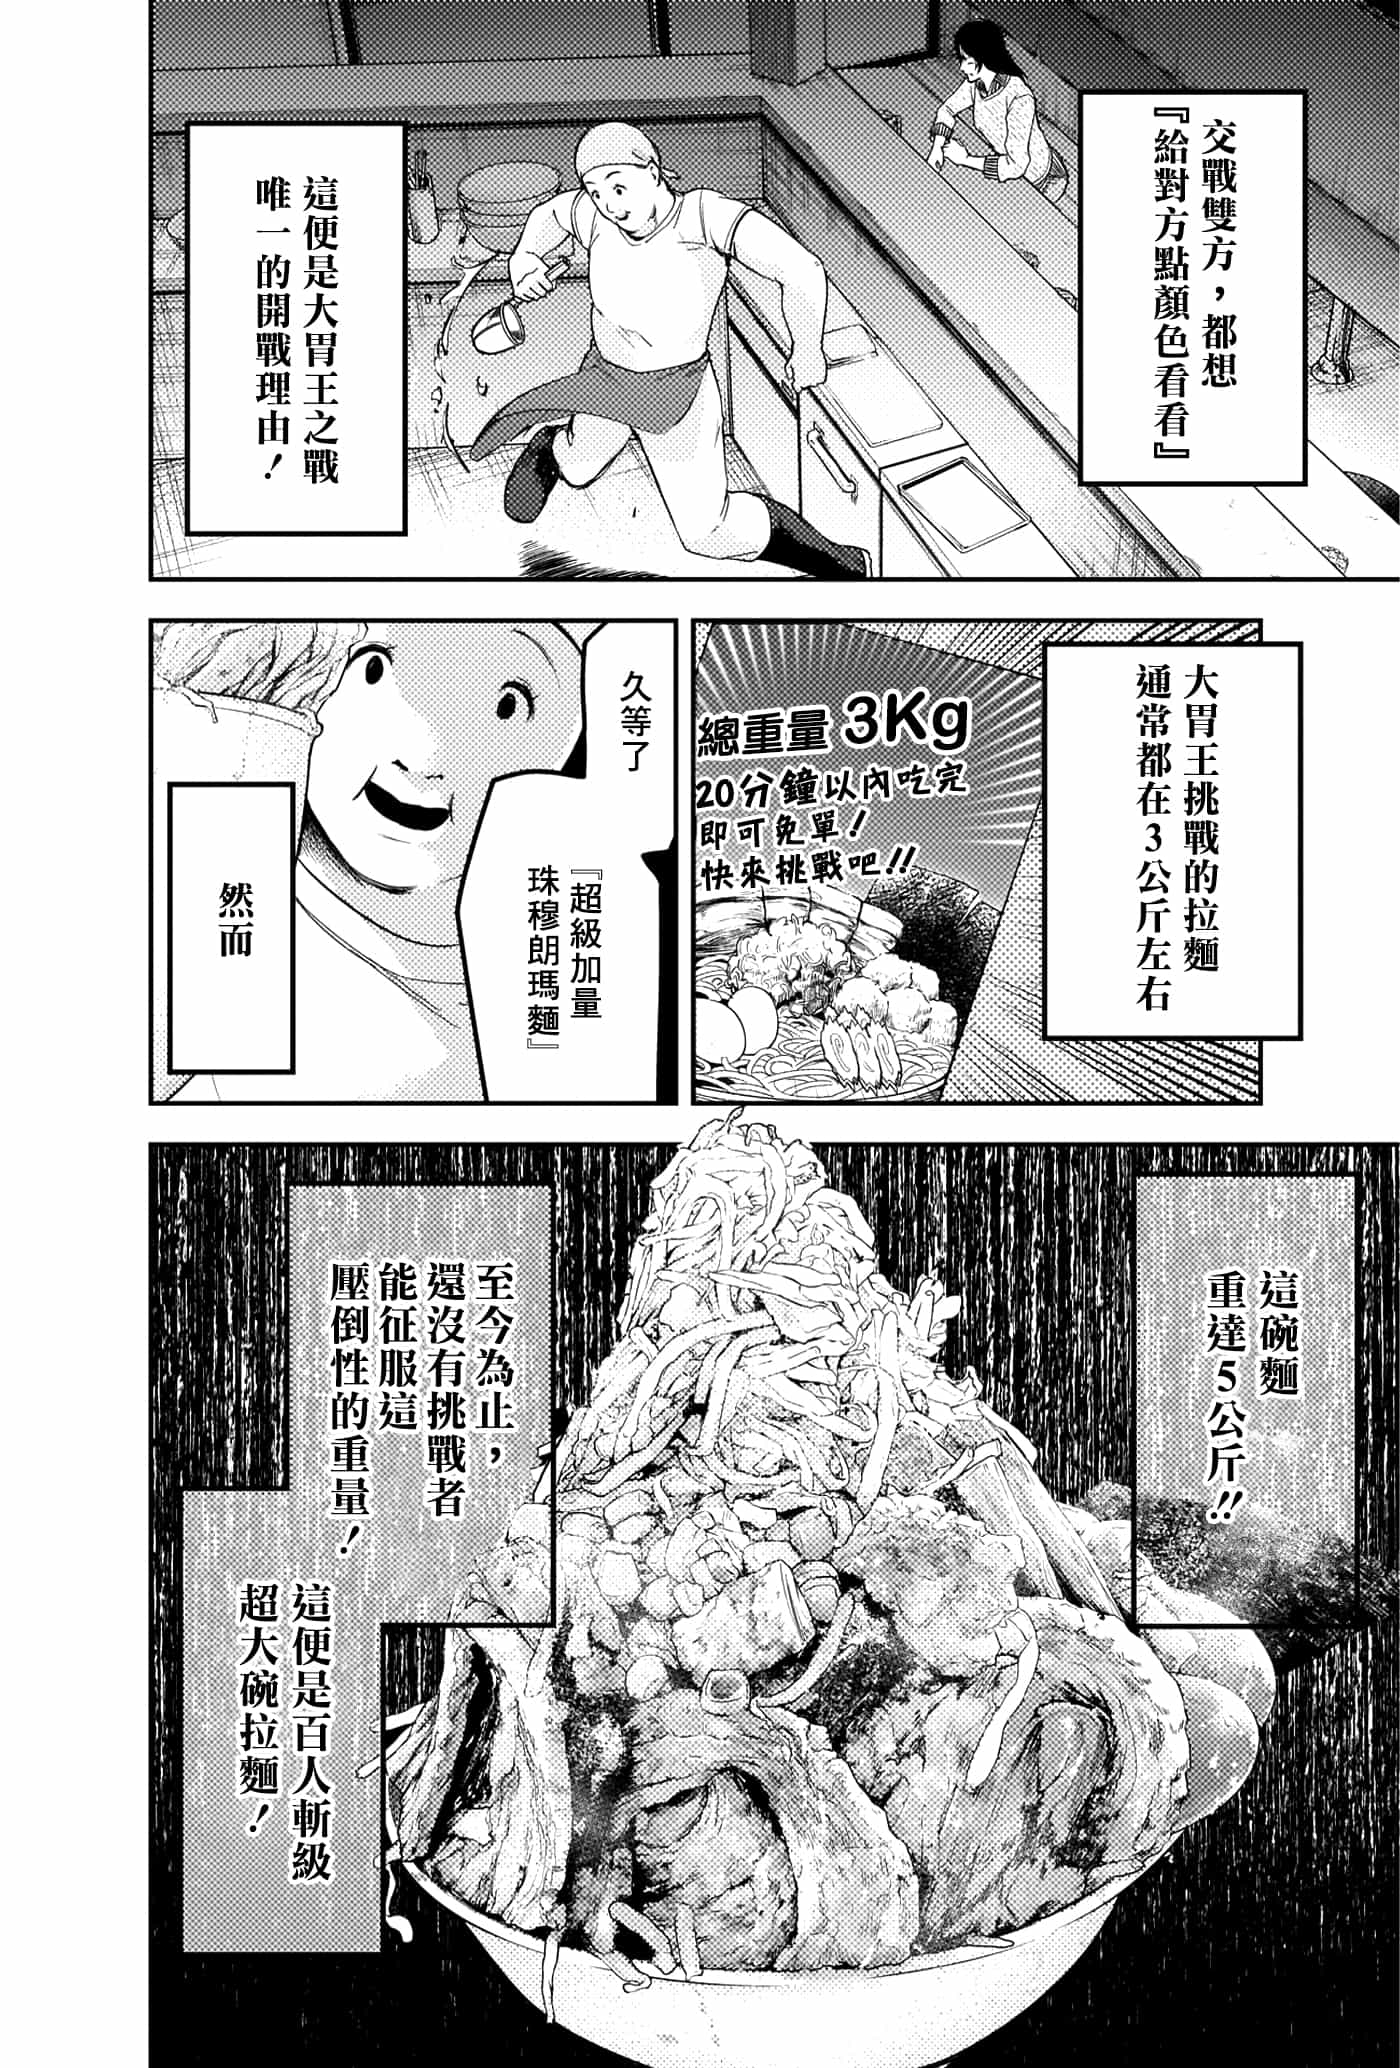 交戰雙方，都想
『給對方點顏色看看』
這便是大胃王之戰
唯一的開戰理由！
大胃王挑戰的拉麵
通常都在3公斤左右
總重量 3Kg
20分鐘以內吃完
即可免單！
快來挑戰吧！！
久等了
『超級加量
珠穆朗瑪麵』
然而
這碗麵
重達5公斤！！
至今為止，
還沒有挑戰者
能征服這
壓倒性的重量！
這便是百人斬級
超大碗拉麵！